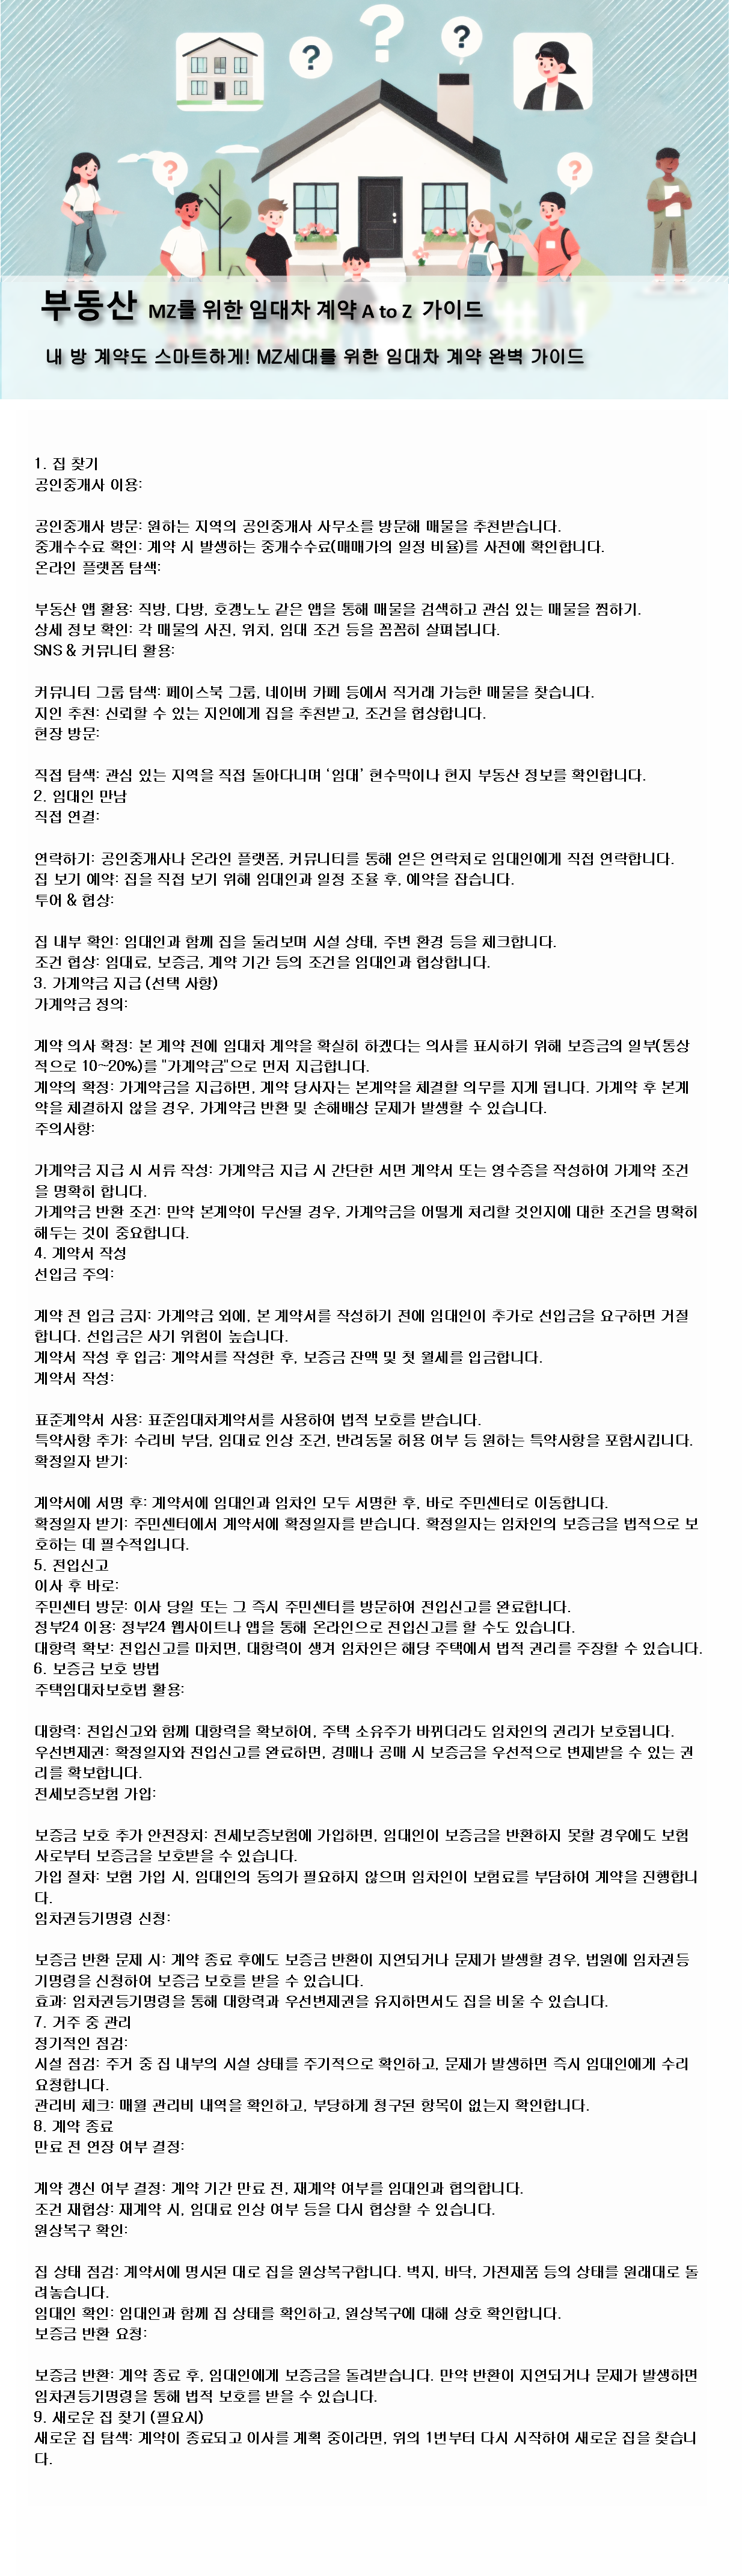 ?
?
?
?
?
부동산 MZ를 위한 임대차 계약 A to Z 가이드
내 방 계약도 스마트하게! MZ세대를 위한 임대차 계약 완벽 가이드
1. 집 찾기
공인중개사 이용:
공인중개사 방문: 원하는 지역의 공인중개사 사무소를 방문해 매물을 추천받습니다.
중개수수료 확인: 계약 시 발생하는 중개수수료(매매가의 일정 비율)를 사전에 확인합니다.
온라인 플랫폼 탐색:
부동산 앱 활용: 직방, 다방, 호갱노노 같은 앱을 통해 매물을 검색하고 관심 있는 매물을 찜하기.
상세 정보 확인: 각 매물의 사진, 위치, 임대 조건 등을 꼼꼼히 살펴봅니다.
SNS & 커뮤니티 활용:
커뮤니티 그룹 탐색: 페이스북 그룹, 네이버 카페 등에서 직거래 가능한 매물을 찾습니다.
지인 추천: 신뢰할 수 있는 지인에게 집을 추천받고, 조건을 협상합니다.
현장 방문:
직접 탐색: 관심 있는 지역을 직접 돌아다니며 ‘임대’ 현수막이나 현지 부동산 정보를 확인합니다.
2. 임대인 만남
직접 연결:
연락하기: 공인중개사나 온라인 플랫폼, 커뮤니티를 통해 얻은 연락처로 임대인에게 직접 연락합니다.
집 보기 예약: 집을 직접 보기 위해 임대인과 일정 조율 후, 예약을 잡습니다.
투어 & 협상:
집 내부 확인: 임대인과 함께 집을 둘러보며 시설 상태, 주변 환경 등을 체크합니다.
조건 협상: 임대료, 보증금, 계약 기간 등의 조건을 임대인과 협상합니다.
3. 가계약금 지급 (선택 사항)
가계약금 정의:
계약 의사 확정: 본 계약 전에 임대차 계약을 확실히 하겠다는 의사를 표시하기 위해 보증금의 일부(통상
적으로 10~20%)를 "가계약금"으로 먼저 지급합니다.
계약의 확정: 가계약금을 지급하면, 계약 당사자는 본계약을 체결할 의무를 지게 됩니다. 가계약 후 본계
약을 체결하지 않을 경우, 가계약금 반환 및 손해배상 문제가 발생할 수 있습니다.
주의사항:
가계약금 지급 시 서류 작성: 가계약금 지급 시 간단한 서면 계약서 또는 영수증을 작성하여 가계약 조건
을 명확히 합니다.
가계약금 반환 조건: 만약 본계약이 무산될 경우, 가계약금을 어떻게 처리할 것인지에 대한 조건을 명확히
해두는 것이 중요합니다.
4. 계약서 작성
선입금 주의:
계약 전 입금 금지: 가계약금 외에, 본 계약서를 작성하기 전에 임대인이 추가로 선입금을 요구하면 거절
합니다. 선입금은 사기 위험이 높습니다.
계약서 작성 후 입금: 계약서를 작성한 후, 보증금 잔액 및 첫 월세를 입금합니다.
계약서 작성:
표준계약서 사용: 표준임대차계약서를 사용하여 법적 보호를 받습니다.
특약사항 추가: 수리비 부담, 임대료 인상 조건, 반려동물 허용 여부 등 원하는 특약사항을 포함시킵니다.
확정일자 받기:
계약서에 서명 후: 계약서에 임대인과 임차인 모두 서명한 후, 바로 주민센터로 이동합니다.
확정일자 받기: 주민센터에서 계약서에 확정일자를 받습니다. 확정일자는 임차인의 보증금을 법적으로 보
호하는 데 필수적입니다.
5. 전입신고
이사 후 바로:
주민센터 방문: 이사 당일 또는 그 즉시 주민센터를 방문하여 전입신고를 완료합니다.
정부24 이용: 정부24 웹사이트나 앱을 통해 온라인으로 전입신고를 할 수도 있습니다.
대항력 확보: 전입신고를 마치면, 대항력이 생겨 임차인은 해당 주택에서 법적 권리를 주장할 수 있습니다.
6. 보증금 보호 방법
주택임대차보호법 활용:
대항력: 전입신고와 함께 대항력을 확보하여, 주택 소유주가 바뀌더라도 임차인의 권리가 보호됩니다.
우선변제권: 확정일자와 전입신고를 완료하면, 경매나 공매 시 보증금을 우선적으로 변제받을 수 있는 권
리를 확보합니다.
전세보증보험 가입:
보증금 보호 추가 안전장치: 전세보증보험에 가입하면, 임대인이 보증금을 반환하지 못할 경우에도 보험
사로부터 보증금을 보호받을 수 있습니다.
가입 절차: 보험 가입 시, 임대인의 동의가 필요하지 않으며 임차인이 보험료를 부담하여 계약을 진행합니
다.
임차권등기명령 신청:
보증금 반환 문제 시: 계약 종료 후에도 보증금 반환이 지연되거나 문제가 발생할 경우, 법원에 임차권등
기명령을 신청하여 보증금 보호를 받을 수 있습니다.
효과: 임차권등기명령을 통해 대항력과 우선변제권을 유지하면서도 집을 비울 수 있습니다.
7. 거주 중 관리
정기적인 점검:
시설 점검: 주거 중 집 내부의 시설 상태를 주기적으로 확인하고, 문제가 발생하면 즉시 임대인에게 수리
요청합니다.
관리비 체크: 매월 관리비 내역을 확인하고, 부당하게 청구된 항목이 없는지 확인합니다.
8. 계약 종료
만료 전 연장 여부 결정:
계약 갱신 여부 결정: 계약 기간 만료 전, 재계약 여부를 임대인과 협의합니다.
조건 재협상: 재계약 시, 임대료 인상 여부 등을 다시 협상할 수 있습니다.
원상복구 확인:
집 상태 점검: 계약서에 명시된 대로 집을 원상복구합니다. 벽지, 바닥, 가전제품 등의 상태를 원래대로 돌
려놓습니다.
임대인 확인: 임대인과 함께 집 상태를 확인하고, 원상복구에 대해 상호 확인합니다.
보증금 반환 요청:
보증금 반환: 계약 종료 후, 임대인에게 보증금을 돌려받습니다. 만약 반환이 지연되거나 문제가 발생하면
임차권등기명령을 통해 법적 보호를 받을 수 있습니다.
9. 새로운 집 찾기 (필요시)
새로운 집 탐색: 계약이 종료되고 이사를 계획 중이라면, 위의 1번부터 다시 시작하여 새로운 집을 찾습니
다.